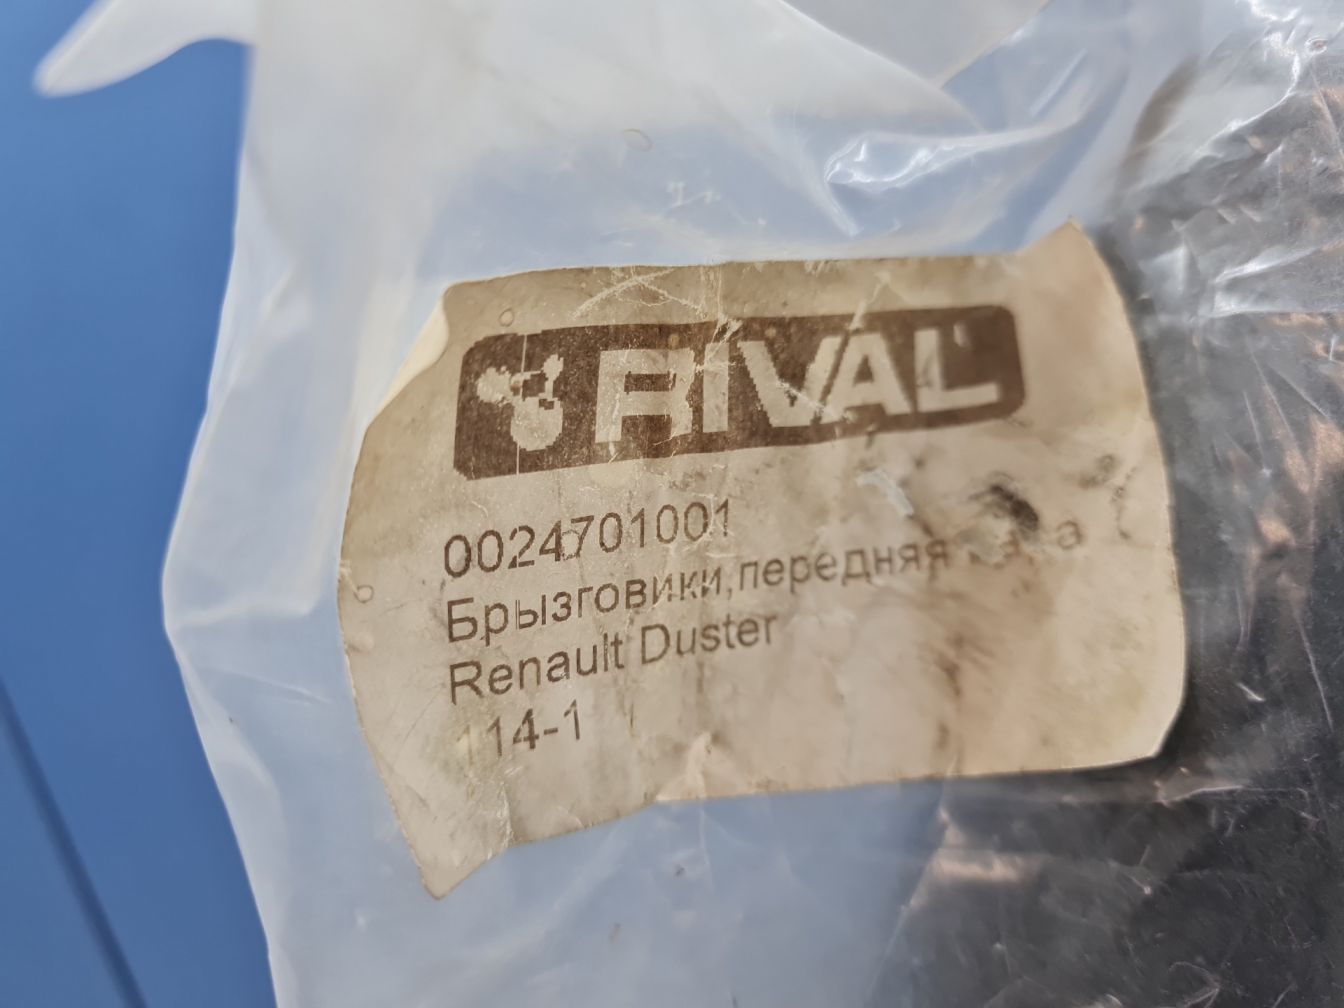 RIVAL
0024701001
Брызговики,передняя
Renault Duster
114-1